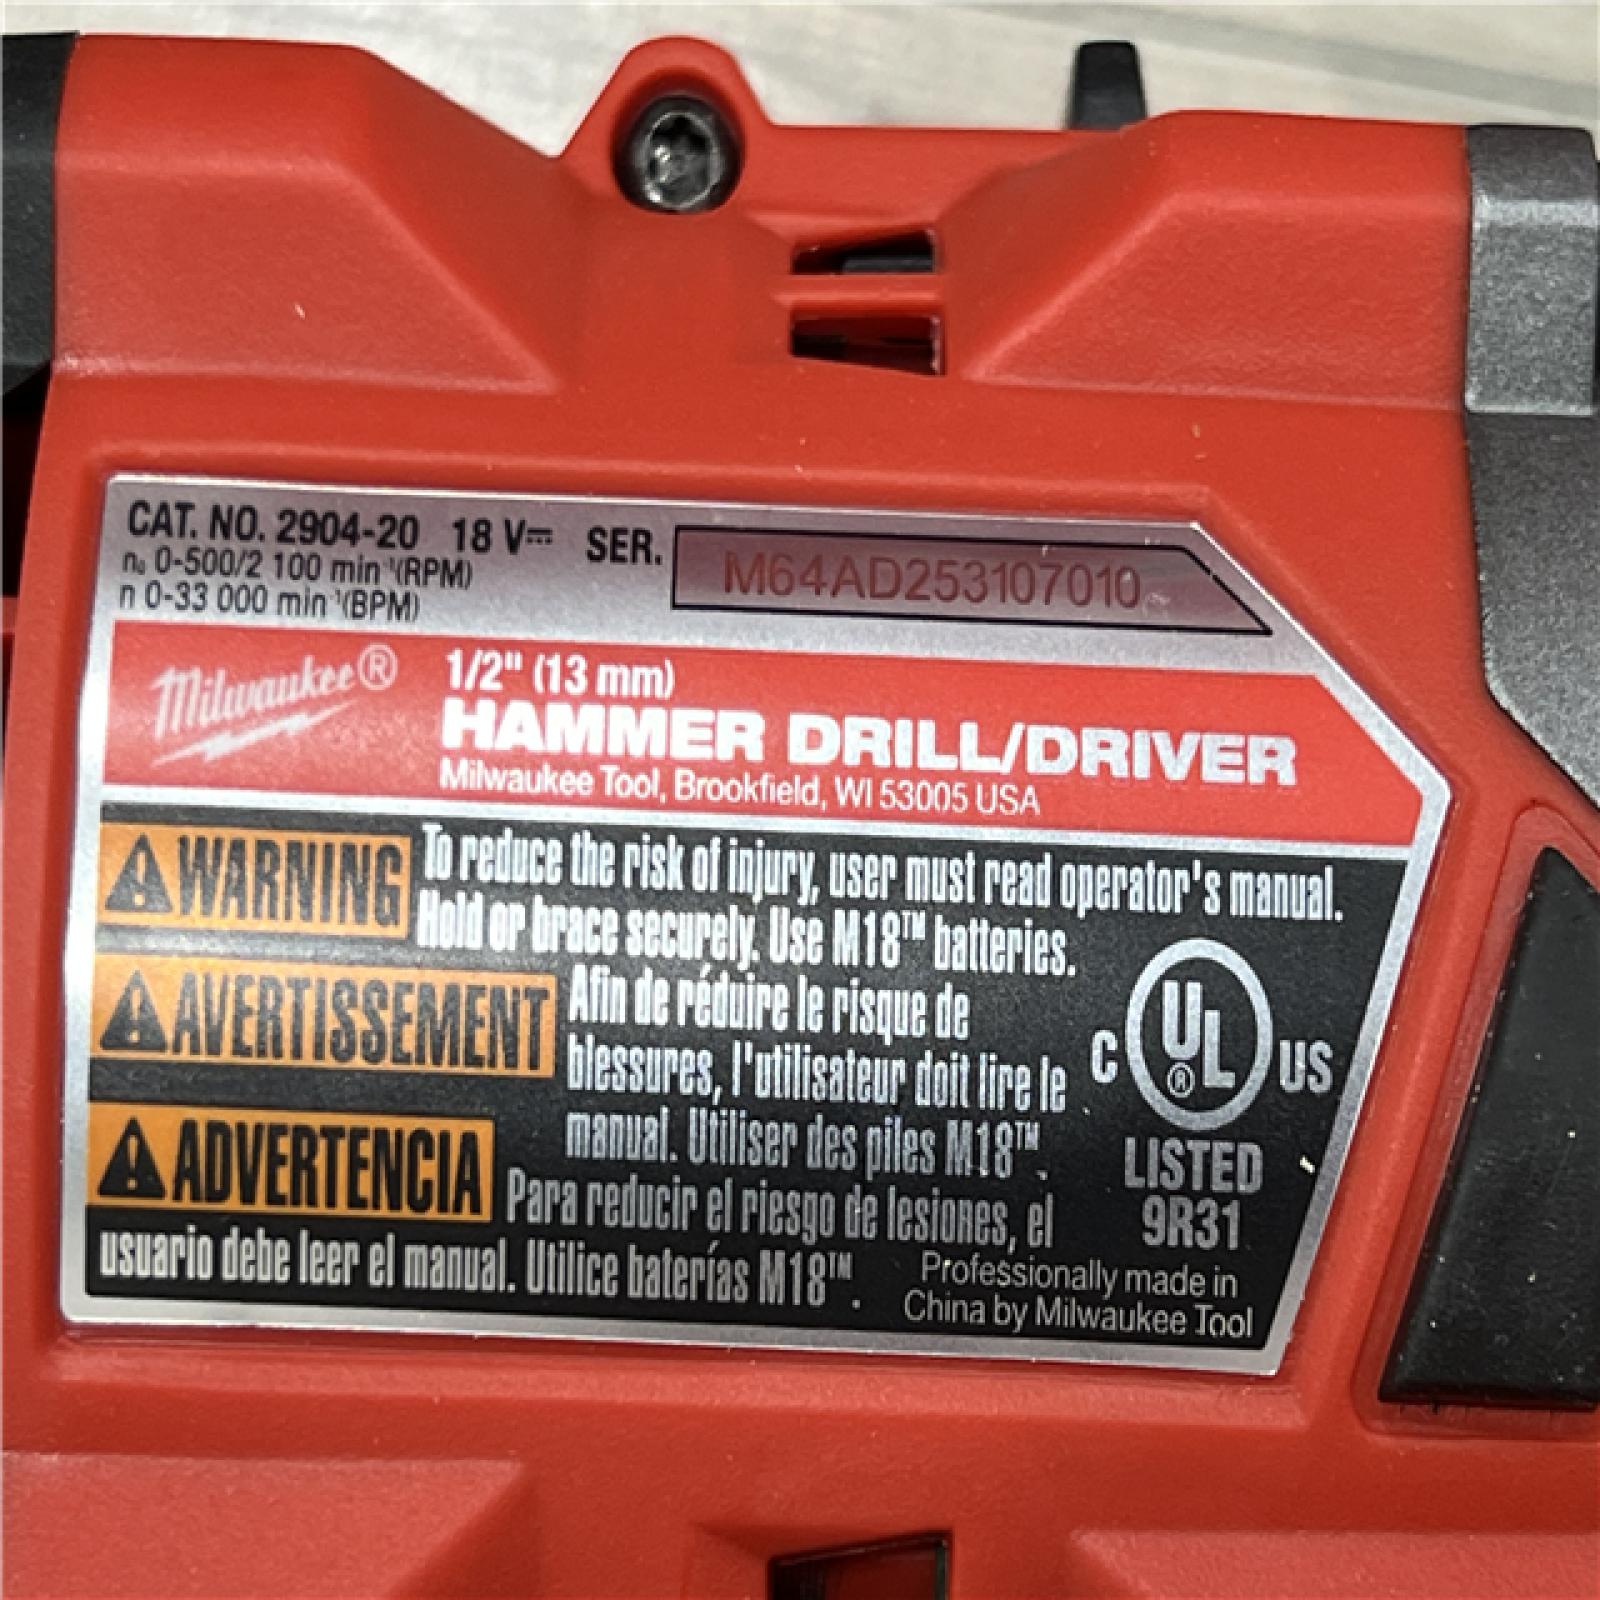 CAT. NO. 2904-20 18 V⎓ SER. M64AD253107010
n₀ 0-500/2 100 min⁻¹(RPM)
n 0-33 000 min⁻¹(BPM)
Milwaukee®
1/2" (13 mm)
HAMMER DRILL/DRIVER
Milwaukee Tool, Brookfield, WI 53005 USA
WARNING To reduce the risk of injury, user must read operator's manual.
Hold or brace securely. Use M18™ batteries.
AVERTISSEMENT Afin de réduire le risque de
blessures, l'utilisateur doit lire le
manual. Utiliser des piles M18™.
ADVERTENCIA Para reducir el riesgo de lesiones, el
usuario debe leer el manual. Utilice baterías M18™.
C UL® US
LISTED
9R31
Professionally made in
China by Milwaukee Tool